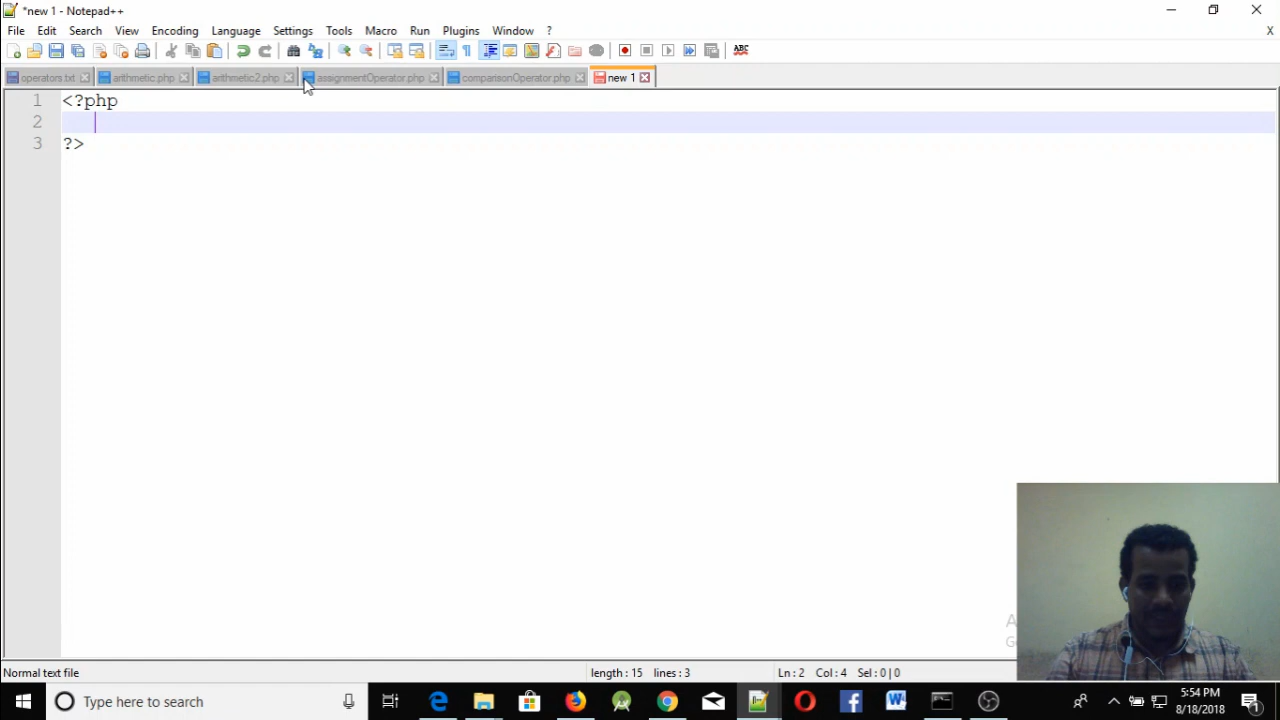 *new 1 - Notepad++
File Edit Search View Encoding Language Settings Tools Macro Run Plugins Window ? X
ABC
operators.txt arithmetic.php arithmetic2.php assignmentOperator.php comparisonOperator.php new 1
1 <?php
2
3 ?>
Normal text file length : 15 lines : 3 Ln : 2 Col : 4 Sel : 0 | 0
Type here to search
5:54 PM
8/18/2018
1